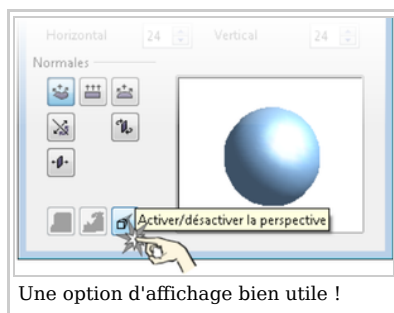 Horizontal 24 Vertical 24
Normales
Activer/désactiver la perspective
Une option d'affichage bien utile !